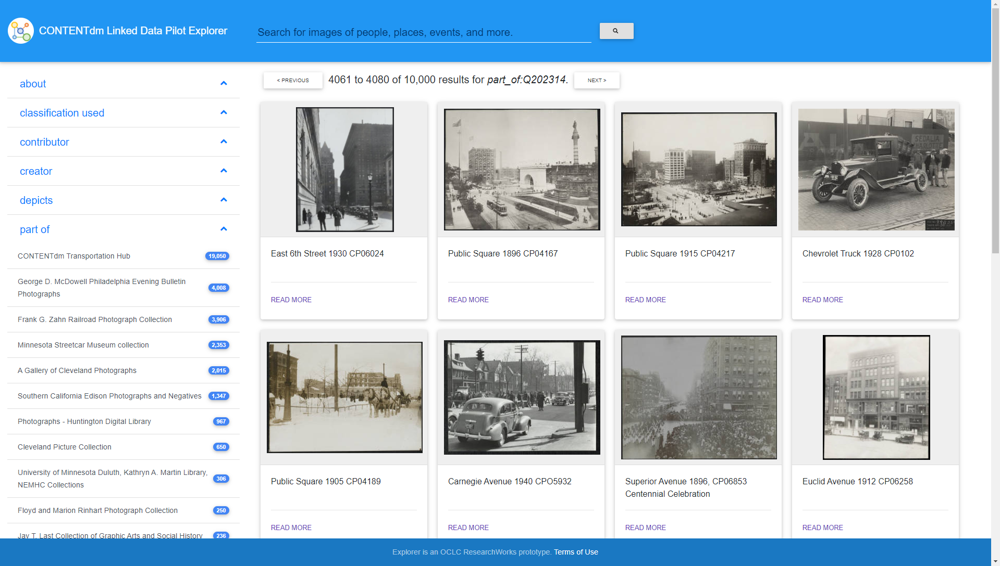 CONTENTdm Linked Data Pilot Explorer
Search for images of people, places, events, and more.
about
classification used
contributor
creator
depicts
part of
CONTENTdm Transportation Hub 19,050
George D. McDowell Philadelphia Evening Bulletin
Photographs 4,008
Frank G. Zahn Railroad Photograph Collection 3,906
Minnesota Streetcar Museum collection 2,353
A Gallery of Cleveland Photographs 2,015
Southern California Edison Photographs and Negatives 1,347
Photographs - Huntington Digital Library 967
Cleveland Picture Collection 650
University of Minnesota Duluth, Kathryn A. Martin Library,
NEMHC Collections 306
Floyd and Marion Rinhart Photograph Collection 250
Jay T. Last Collection of Graphic Arts and Social History 236
< PREVIOUS 4061 to 4080 of 10,000 results for part_of:Q202314. NEXT >
SEDALIA
East 6th Street 1930 CP06024
READ MORE
Public Square 1896 CP04167
READ MORE
Public Square 1915 CP04217
READ MORE
Chevrolet Truck 1928 CP0102
READ MORE
Public Square 1905 CP04189
READ MORE
Carnegie Avenue 1940 CPO5932
READ MORE
Superior Avenue 1896, CP06853
Centennial Celebration
READ MORE
Euclid Avenue 1912 CP06258
READ MORE
Explorer is an OCLC ResearchWorks prototype. Terms of Use